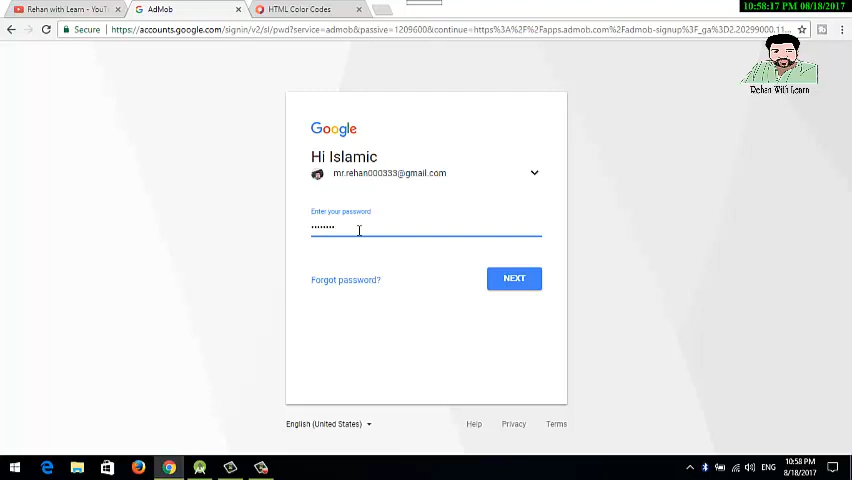 10:58:17 PM 08/18/2017
Rehan with Learn - YouT
AdMob
HTML Color Codes
Secure
https://accounts.google.com/signin/v2/sl/pwd?service=admob&passive=1209600&continue=https%3A%2F%2Fapps.admob.com%2Fadmob-signup%3F_ga%3D2.20299000.11...
Rehan With Learn
Google
Hi Islamic
mr.rehan000333@gmail.com
Enter your password
••••••••
Forgot password?
NEXT
English (United States)
Help
Privacy
Terms
ENG
10:58 PM
8/18/2017